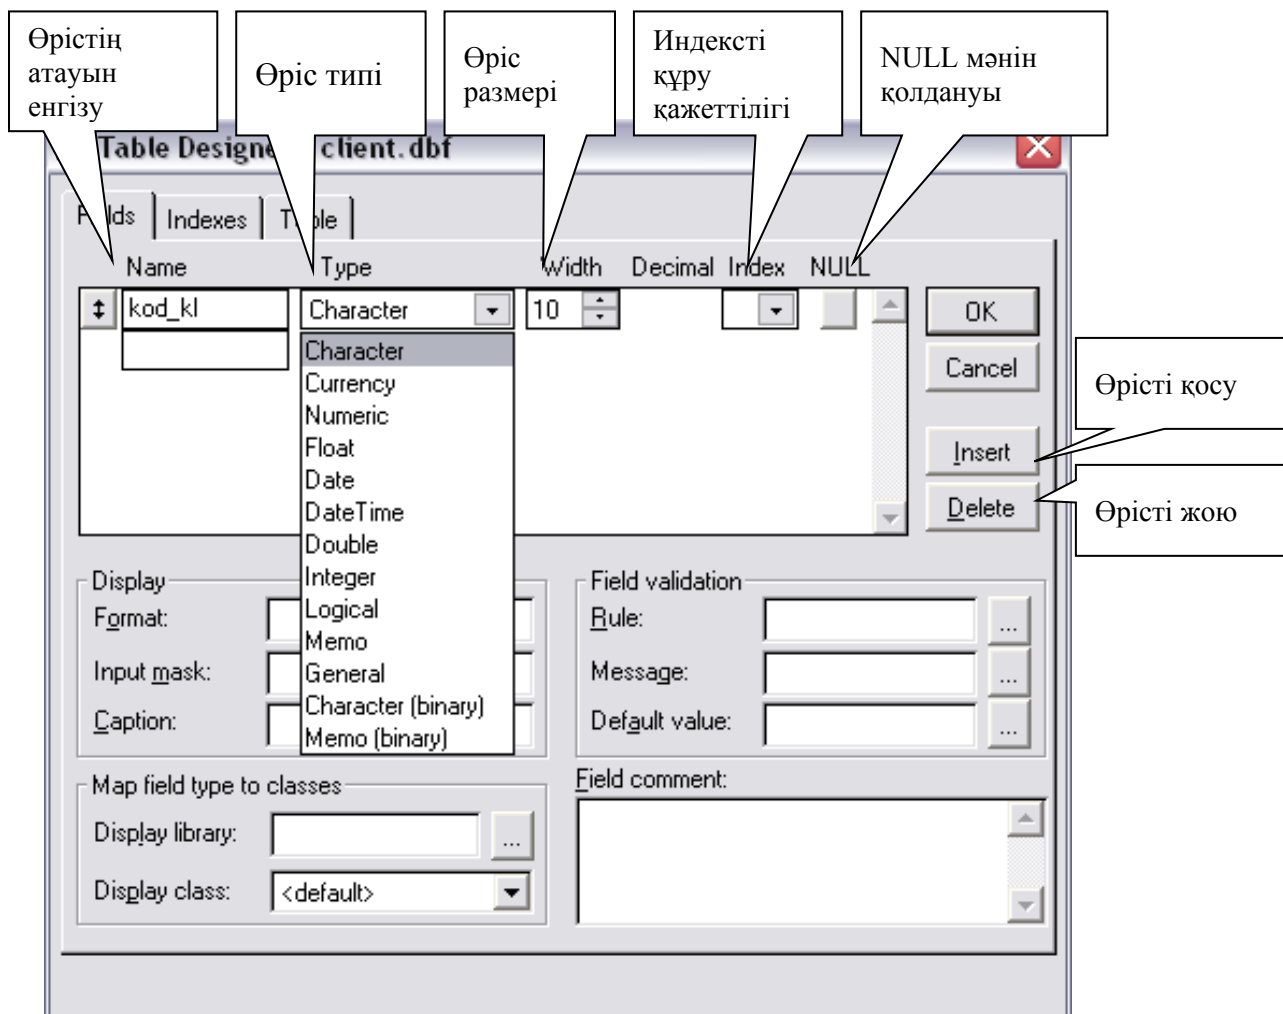 Өрістің
атауын
енгізу
Өріс типі
Өріс
размері
Индексті
құру
қажеттілігі
NULL мәнін
қолдануы
Table Designe client.dbf
Indexes
Name Type Width Decimal Index NULL
kod_kl Character 10 OK
Character
Currency
Numeric
Float
Date
DateTime
Double
Integer
Logical
Memo
General
Character (binary)
Memo (binary)
Cancel
Өрісті қосу
Insert
Delete
Өрісті жою
Display
Format:
Input mask:
Caption:
Field validation
Rule: ...
Message: ...
Default value: ...
Map field type to classes
Display library: ...
Display class: <default>
Field comment: